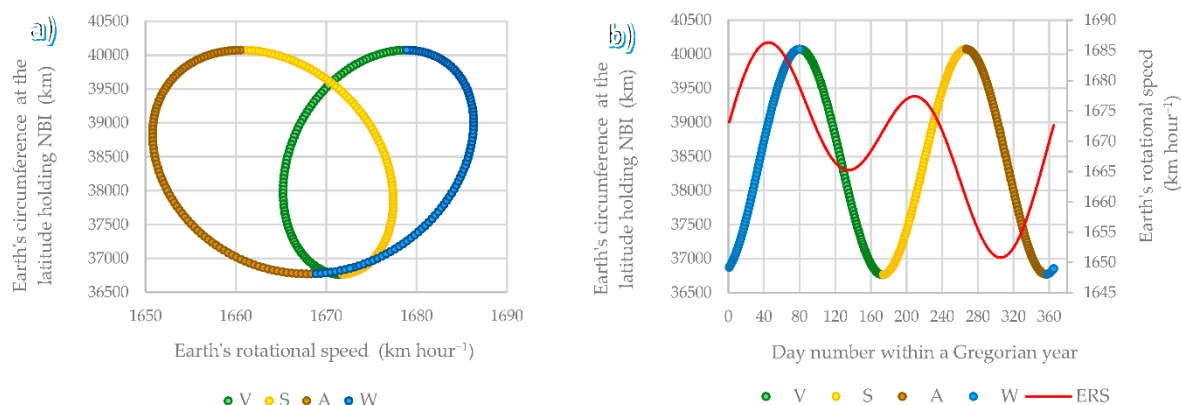 a)
Earth's circumference at the
latitude holding NBI (km)
40500
40000
39500
39000
38500
38000
37500
37000
36500
1650 1660 1670 1680 1690
Earth's rotational speed (km hour⁻¹)
V S A W
b)
Earth's circumference at the
latitude holding NBI (km)
40500
40000
39500
39000
38500
38000
37500
37000
36500
0 40 80 120 160 200 240 280 320 360
Day number within a Gregorian year
1690
1685
1680
1675
1670
1665
1660
1655
1650
1645
Earth's rotational speed
(km hour⁻¹)
V S A W ERS